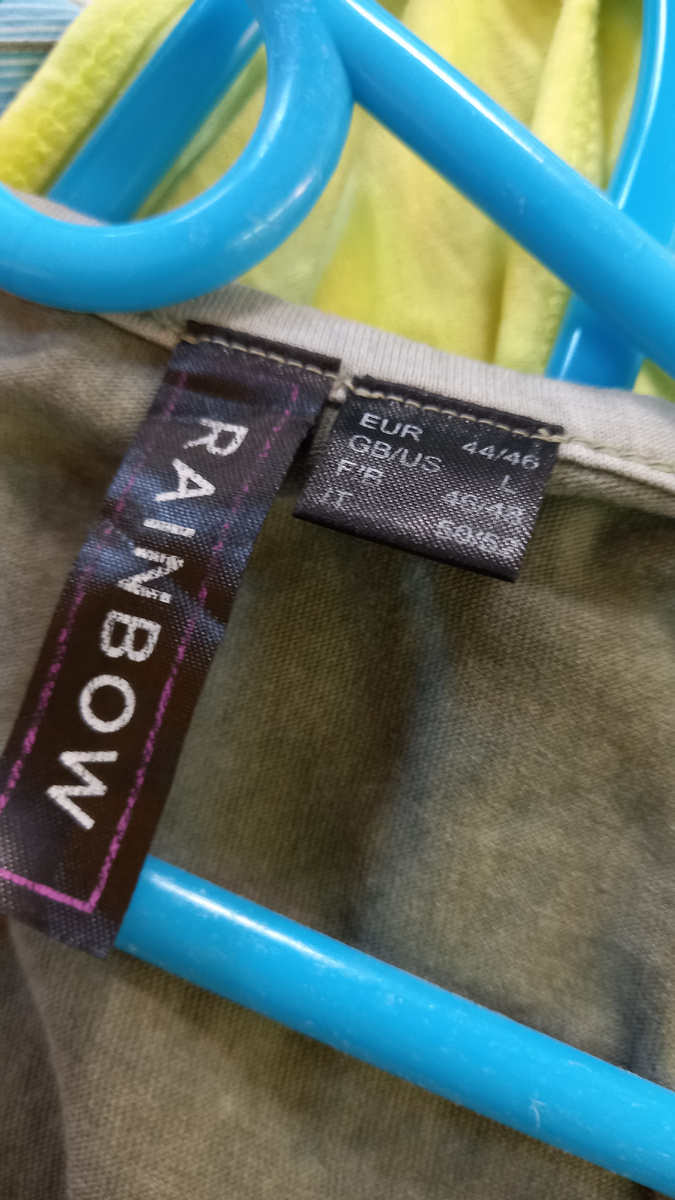 RAINBOW
EUR 44/46
GB/US L
F/R 46/48
IT 50/52